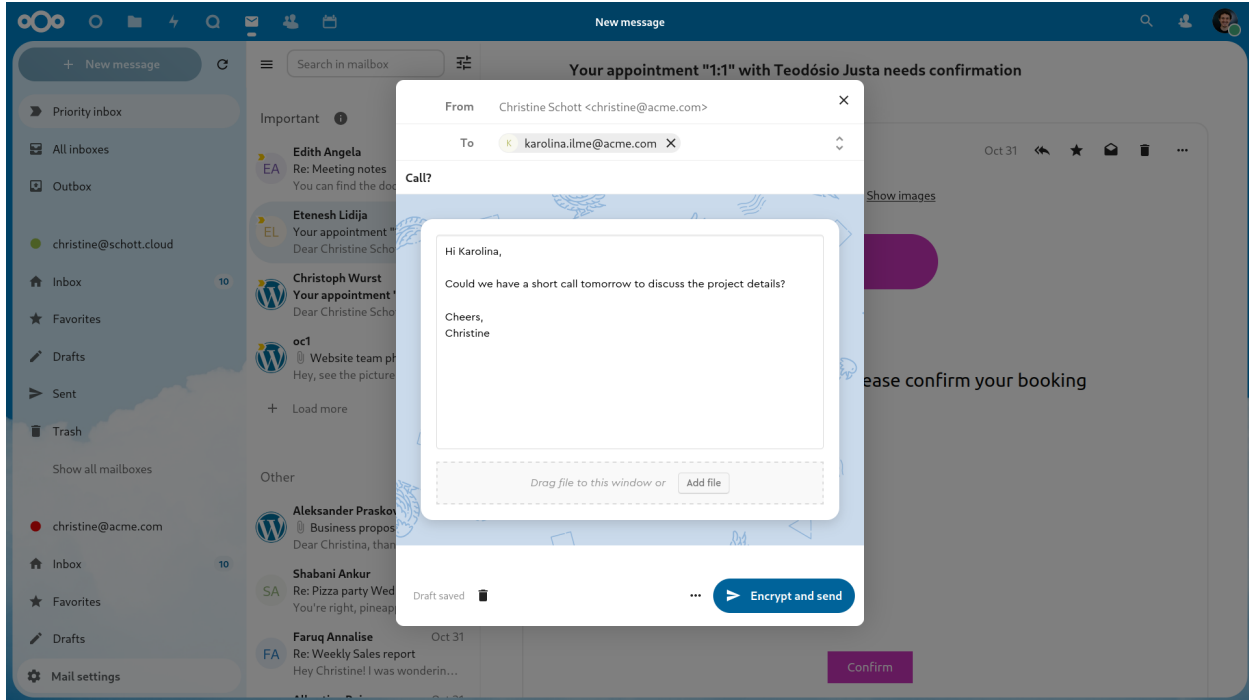 New message
+ New message
Priority inbox
All inboxes
Outbox
christine@schott.cloud
Inbox 10
Favorites
Drafts
Sent
Trash
Show all mailboxes
christine@acme.com
Inbox 10
Favorites
Drafts
Mail settings
Search in mailbox
Important
EA
Edith Angela
Re: Meeting notes
You can find the doc
EL
Etenesh Lidija
Your appointment "
Dear Christine Scho
Christoph Wurst
Your appointment "
Dear Christine Scho
oc1
Website team ph
Hey, see the picture
+ Load more
Other
Aleksander Praskov
Business propos
Dear Christina, than
SA
Shabani Ankur
Re: Pizza party Wed
You're right, pineap
FA
Faruq Annalise Oct 31
Re: Weekly Sales report
Hey Christine! I was wonderin...
Your appointment "1:1" with Teodósio Justa needs confirmation
Oct 31
Show images
ease confirm your booking
Confirm
From Christine Schott <christine@acme.com>
To K karolina.ilme@acme.com
Call?
Hi Karolina,
Could we have a short call tomorrow to discuss the project details?
Cheers,
Christine
Drag file to this window or Add file
Draft saved
Encrypt and send